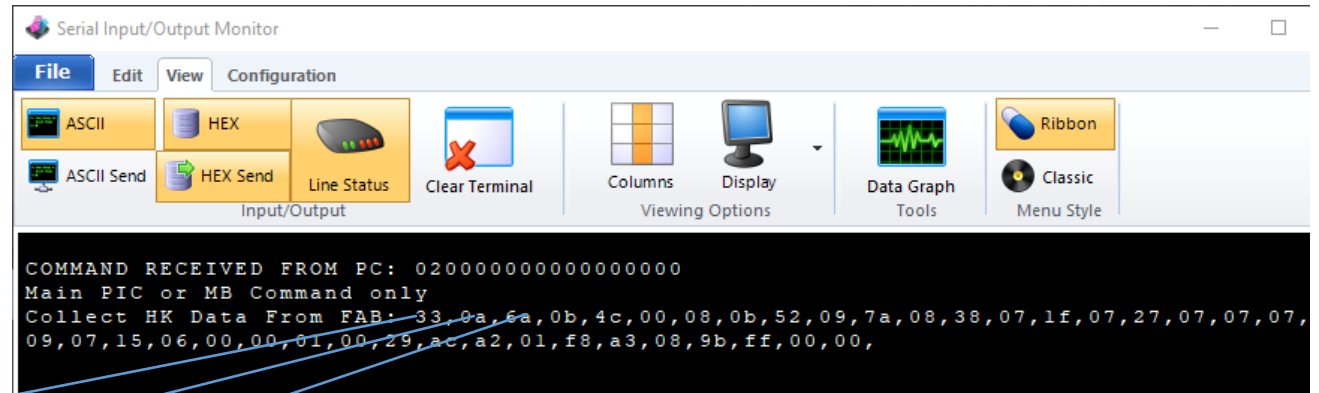 Serial Input/Output Monitor
File Edit View Configuration
ASCII HEX Ribbon
ASCII Send HEX Send Line Status Clear Terminal Columns Display Data Graph Classic
Input/Output Viewing Options Tools Menu Style
COMMAND RECEIVED FROM PC: 020000000000000000
Main PIC or MB Command only
Collect HK Data From FAB: 33,0a,6a,0b,4c,00,08,0b,52,09,7a,08,38,07,1f,07,27,07,07,07,
09,07,15,06,00,00,01,00,29,ac,a2,01,f8,a3,08,9b,ff,00,00,